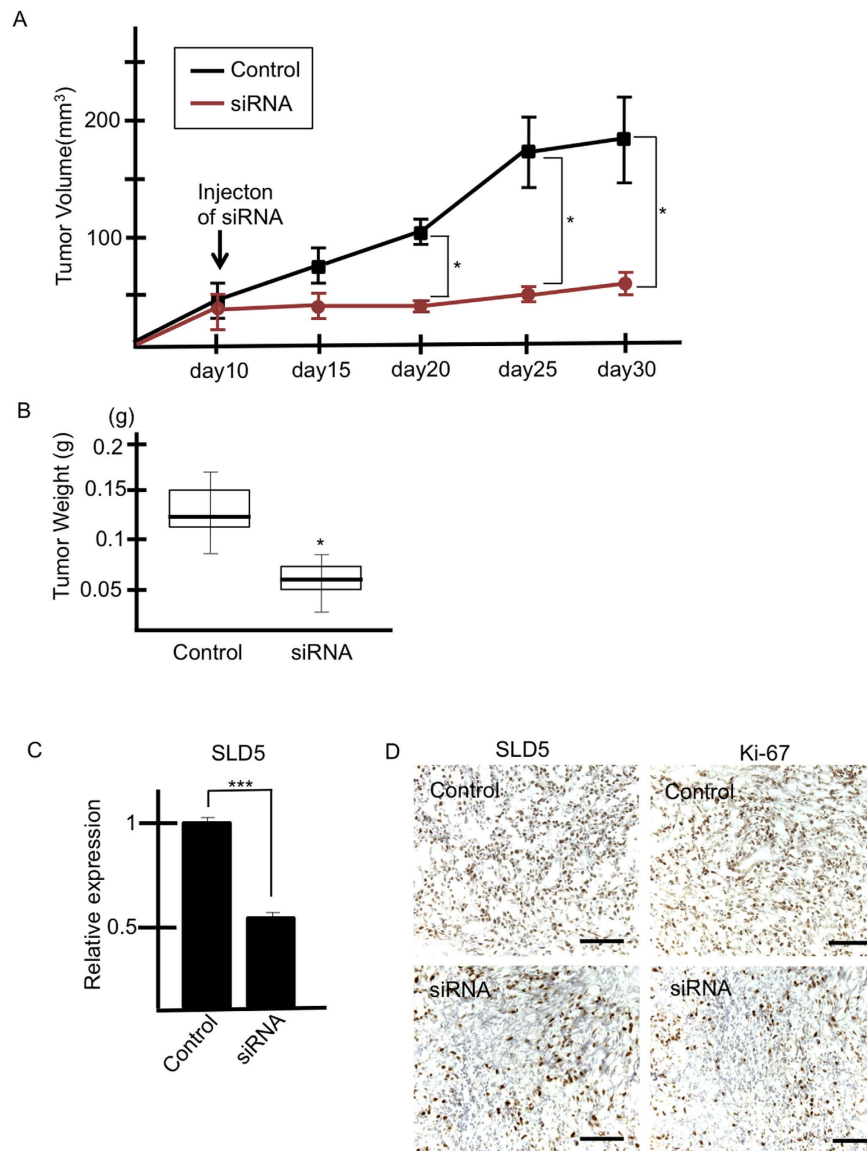 A
Tumor Volume(mm³)
200
100
Control
siRNA
Injecton
of siRNA
*
*
*
day10
day15
day20
day25
day30
B
(g)
Tumor Weight (g)
0.2
0.15
0.1
0.05
*
Control
siRNA
C
SLD5
***
Relative expression
1
0.5
Control
siRNA
D
SLD5
Ki-67
Control
Control
siRNA
siRNA